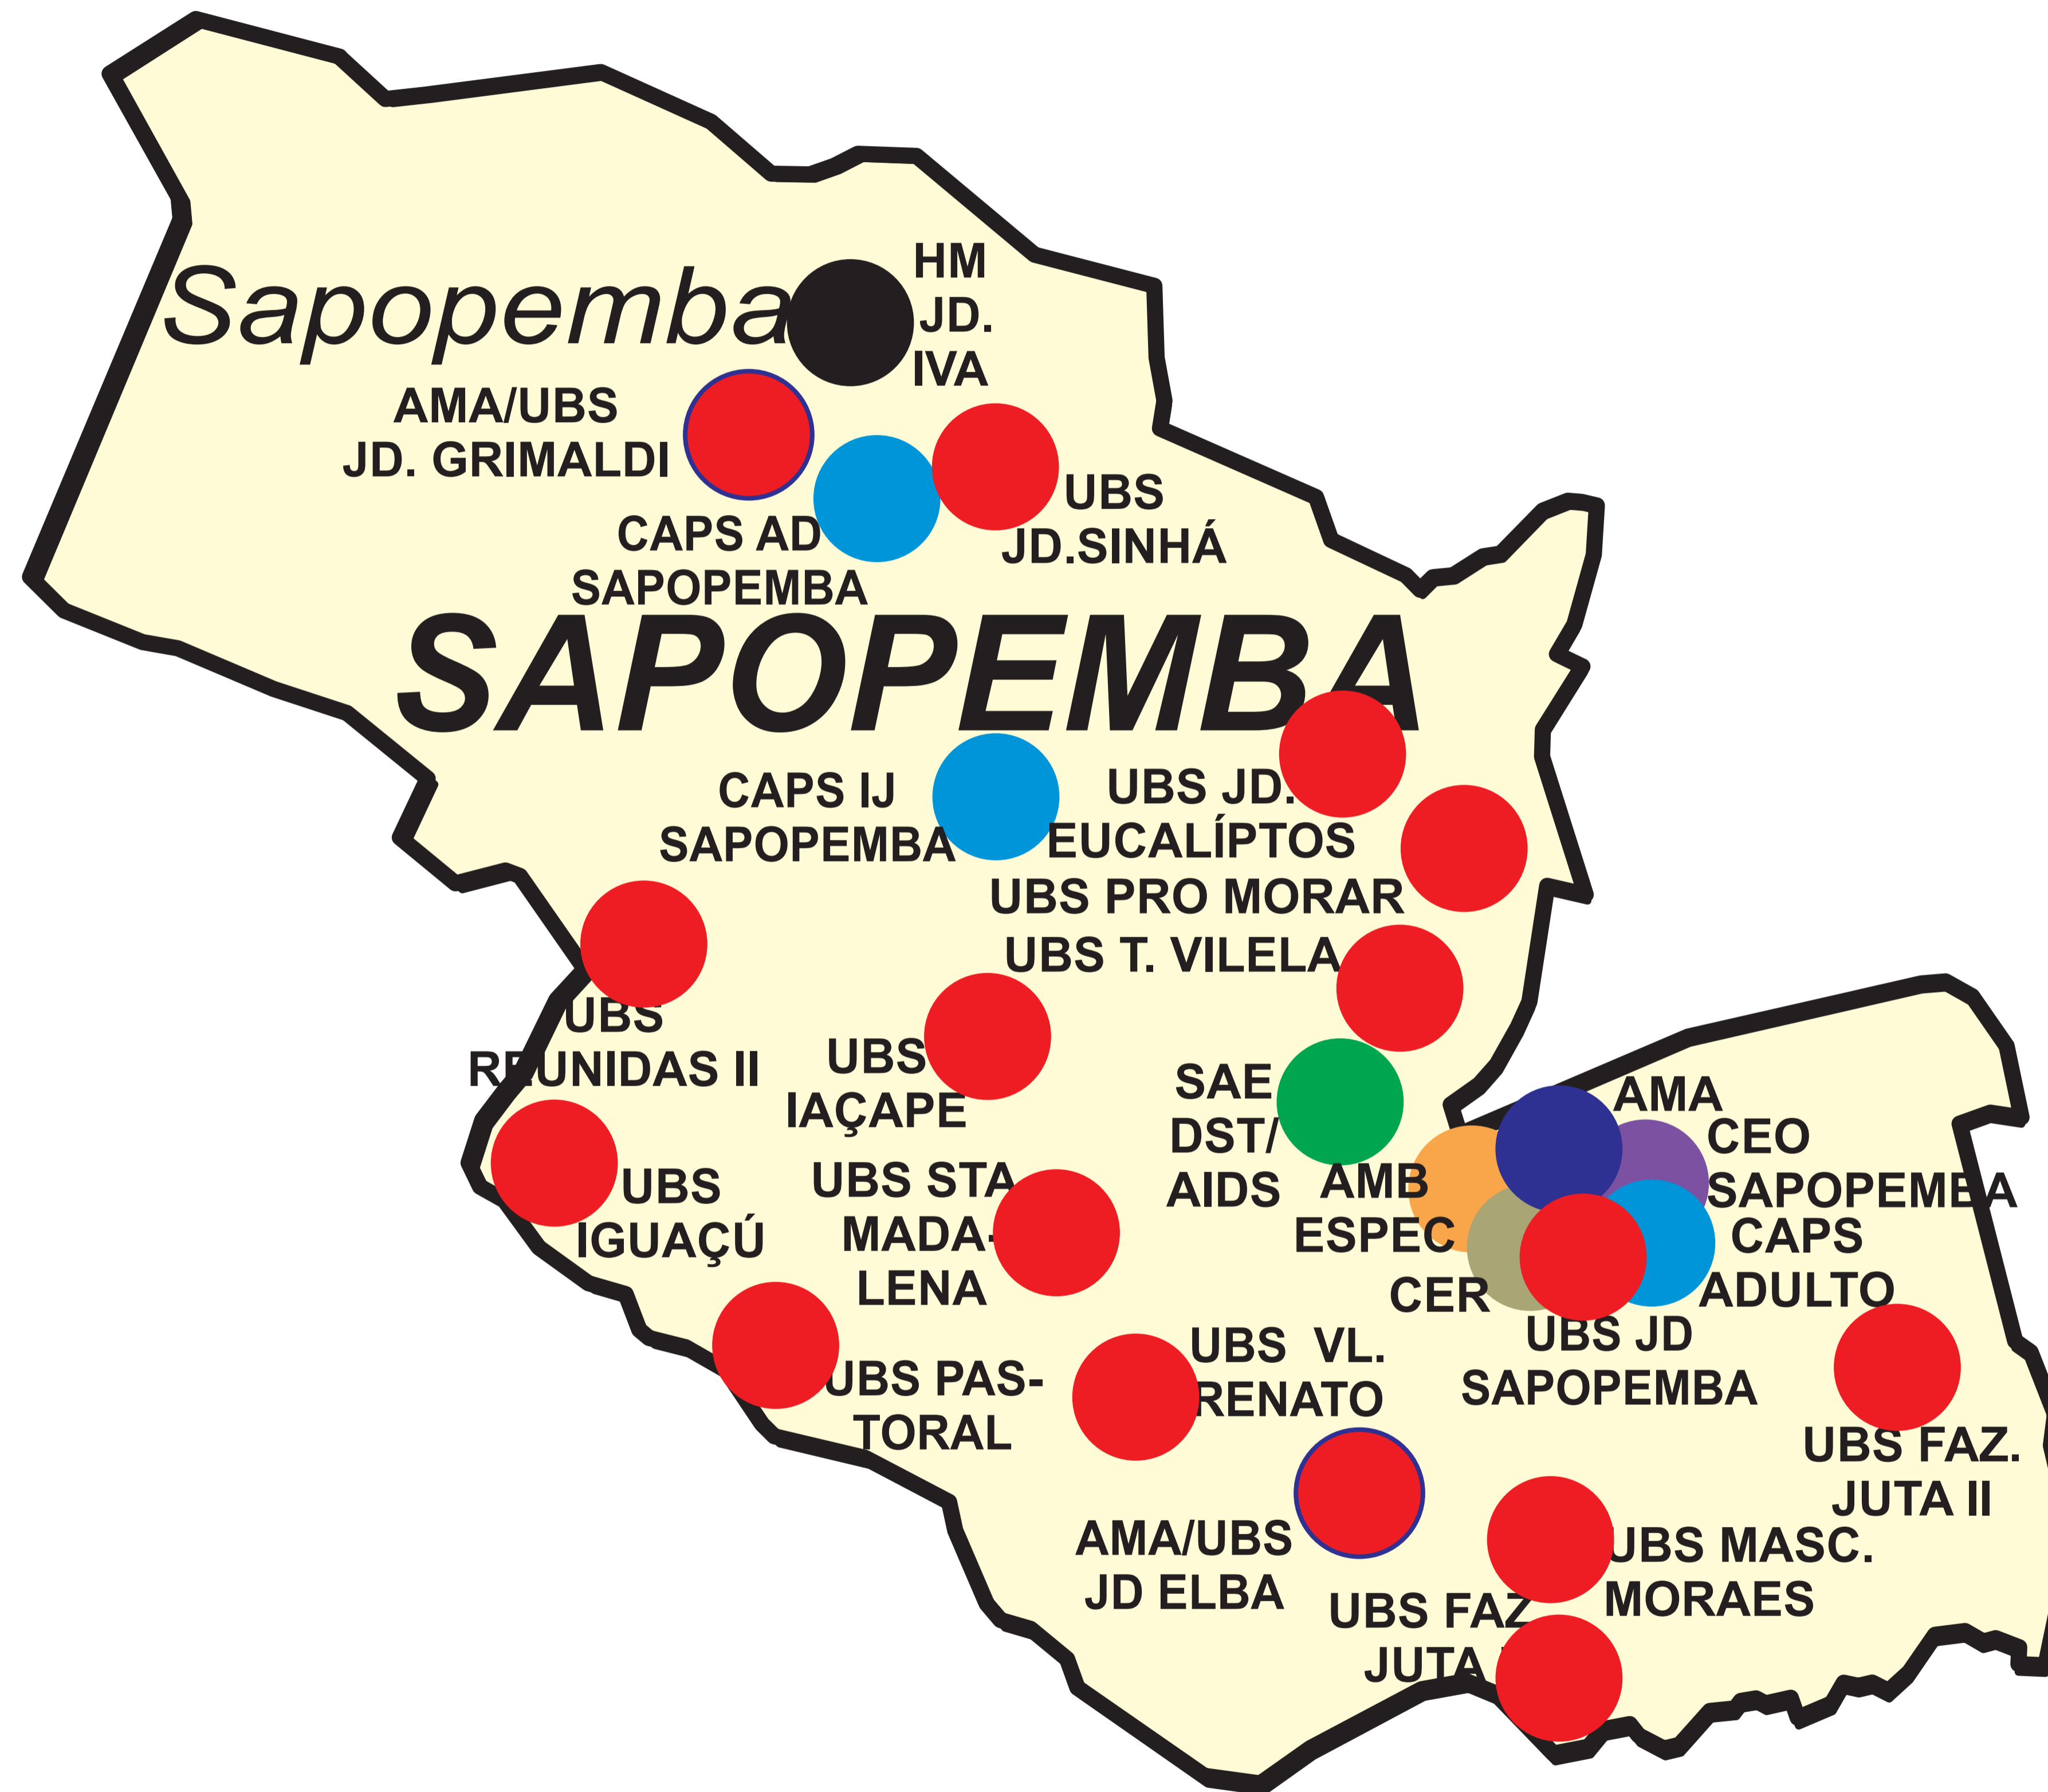 HM
JD.
IVA
Sapopemba
AMA/UBS
JD. GRIMALDI
CAPS AD
SAPOPEMBA
UBS
JD.SINHÁ
SAPOPEMBA
CAPS IJ
SAPOPEMBA
UBS JD.
EUCALÍPTOS
UBS PRO MORAR
UBS T. VILELA
UBS
REUNIDAS II
UBS
IAÇAPE
SAE
DST/
AIDS
AMB
ESPEC
CER
AMA
CEO
SAPOPEMBA
CAPS
ADULTO
UBS JD
SAPOPEMBA
UBS
IGUAÇÚ
UBS STA
MADA-
LENA
UBS PAS-
TORAL
UBS VL.
RENATO
UBS FAZ.
JUTA II
AMA/UBS
JD ELBA
UBS MASC.
MORAES
UBS FAZ
JUTA